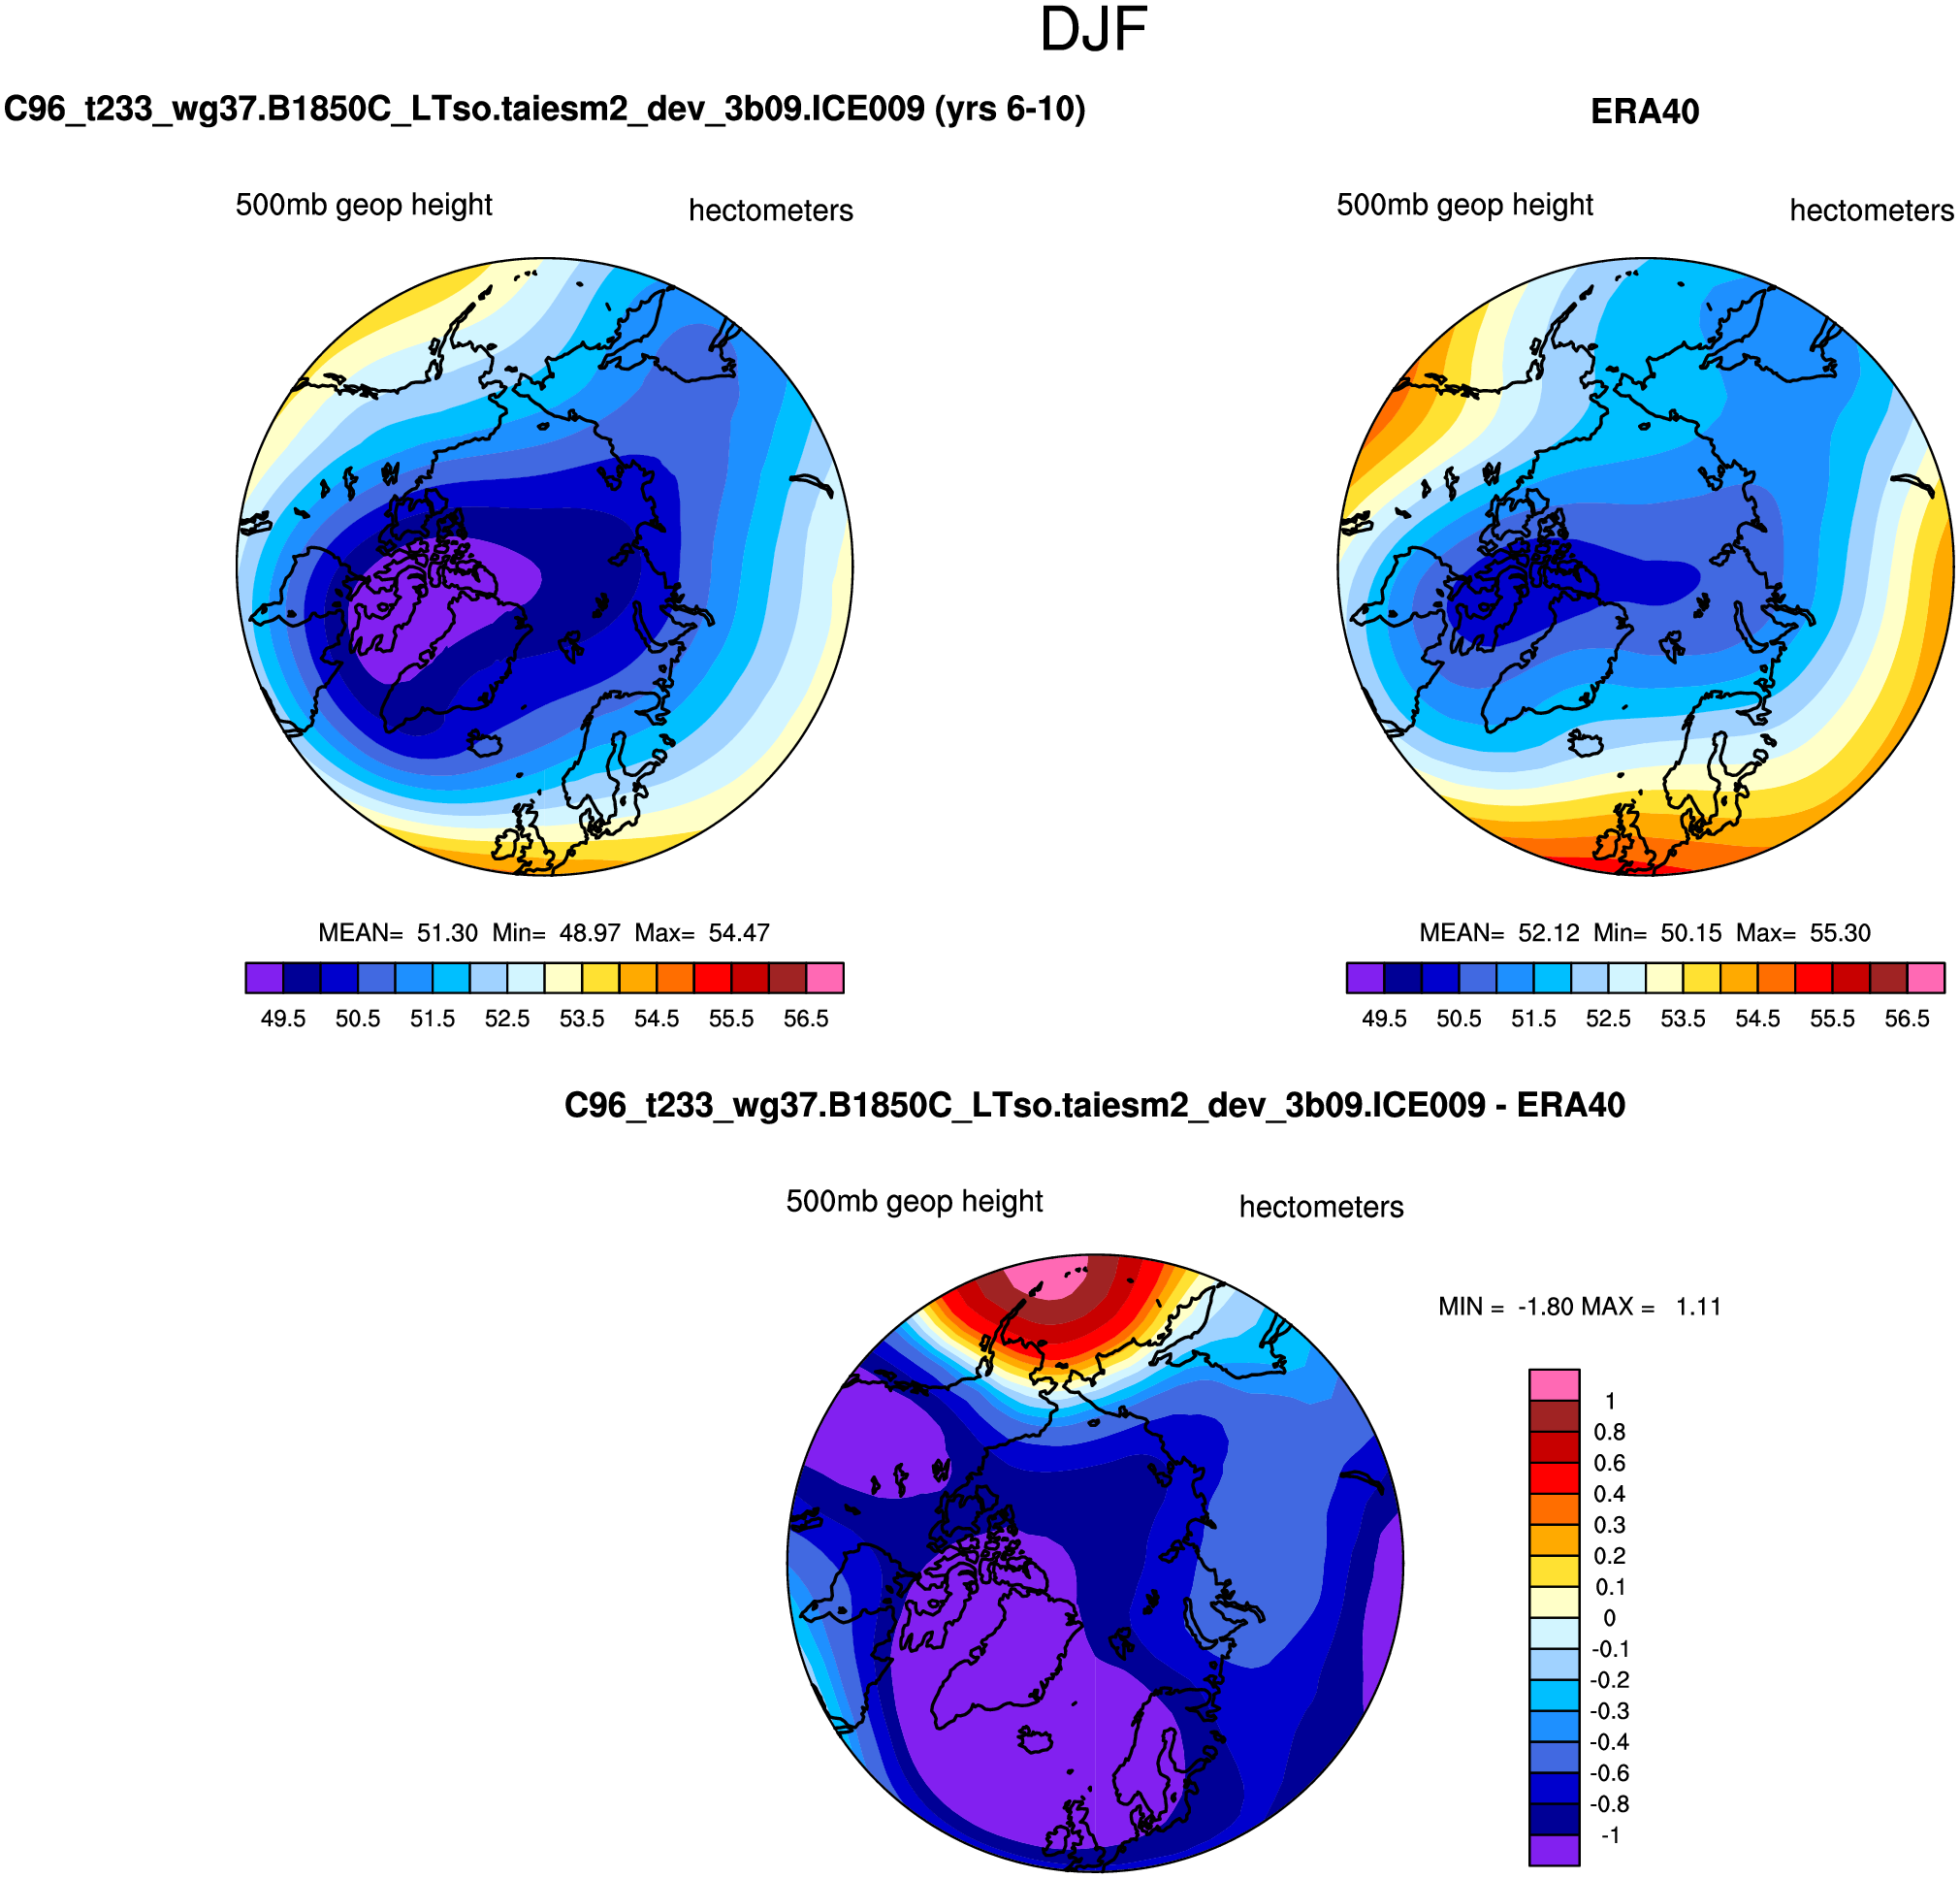 DJF
C96_t233_wg37.B1850C_LTso.taiesm2_dev_3b09.ICE009 (yrs 6-10)
ERA40
500mb geop height hectometers
500mb geop height hectometers
MEAN= 51.30 Min= 48.97 Max= 54.47
MEAN= 52.12 Min= 50.15 Max= 55.30
49.5 50.5 51.5 52.5 53.5 54.5 55.5 56.5
49.5 50.5 51.5 52.5 53.5 54.5 55.5 56.5
C96_t233_wg37.B1850C_LTso.taiesm2_dev_3b09.ICE009 - ERA40
500mb geop height hectometers
MIN = -1.80 MAX = 1.11
1
0.8
0.6
0.4
0.3
0.2
0.1
0
-0.1
-0.2
-0.3
-0.4
-0.6
-0.8
-1